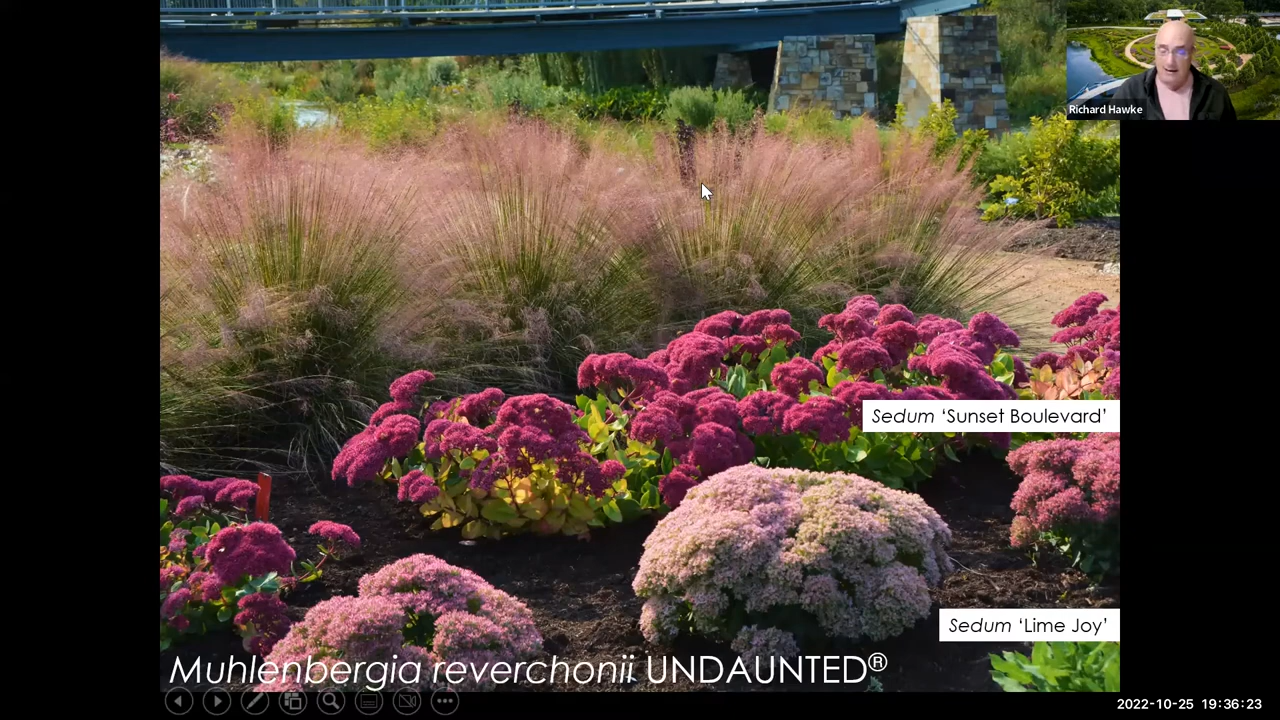 Richard Hawke
Sedum ‘Sunset Boulevard’
Sedum ‘Lime Joy’
Muhlenbergia reverchonii UNDAUNTED®
2022-10-25 19:36:23